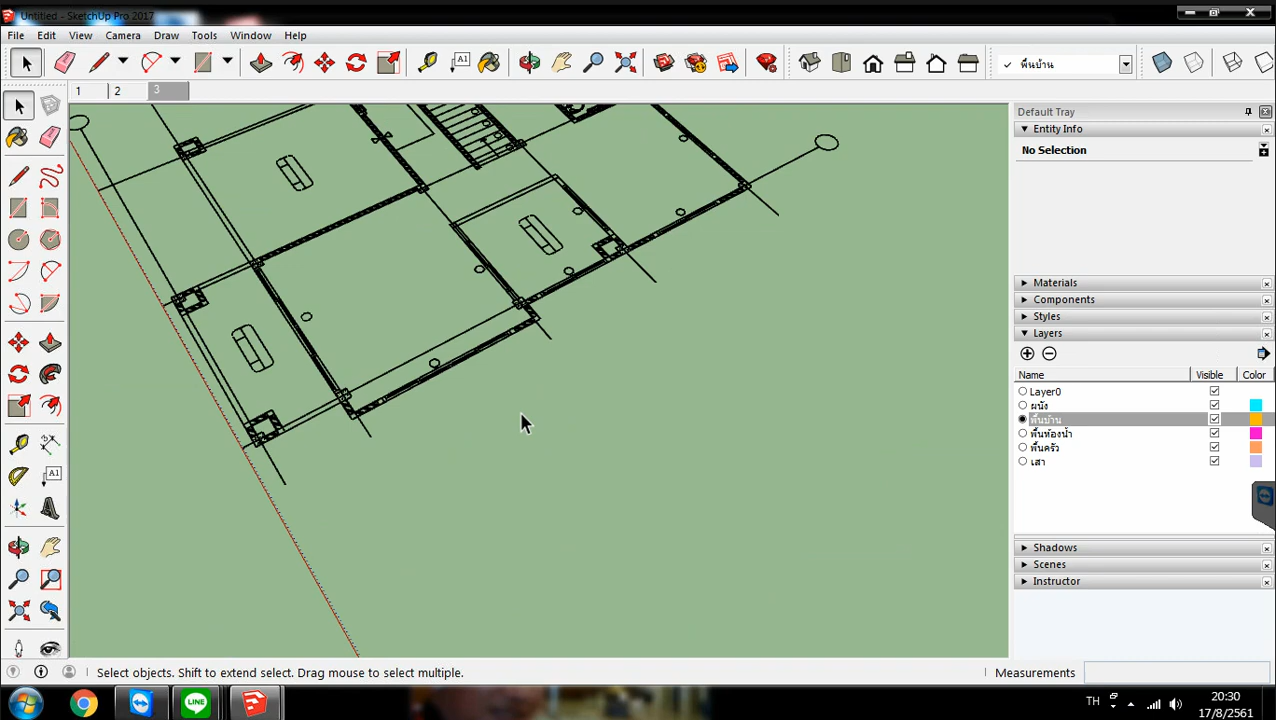 Untitled - SketchUp Pro 2017
File Edit View Camera Draw Tools Window Help
A1
✓ พื้นบ้าน
1 2 3
Default Tray
Entity Info
No Selection
Materials
Components
Styles
Layers
Name Visible Color
Layer0
ผนัง
พื้นบ้าน
พื้นห้องน้ำ
พื้นครัว
เสา
A1
Shadows
Scenes
Instructor
Select objects. Shift to extend select. Drag mouse to select multiple.
Measurements
LINE
TH
20:30
17/8/2561